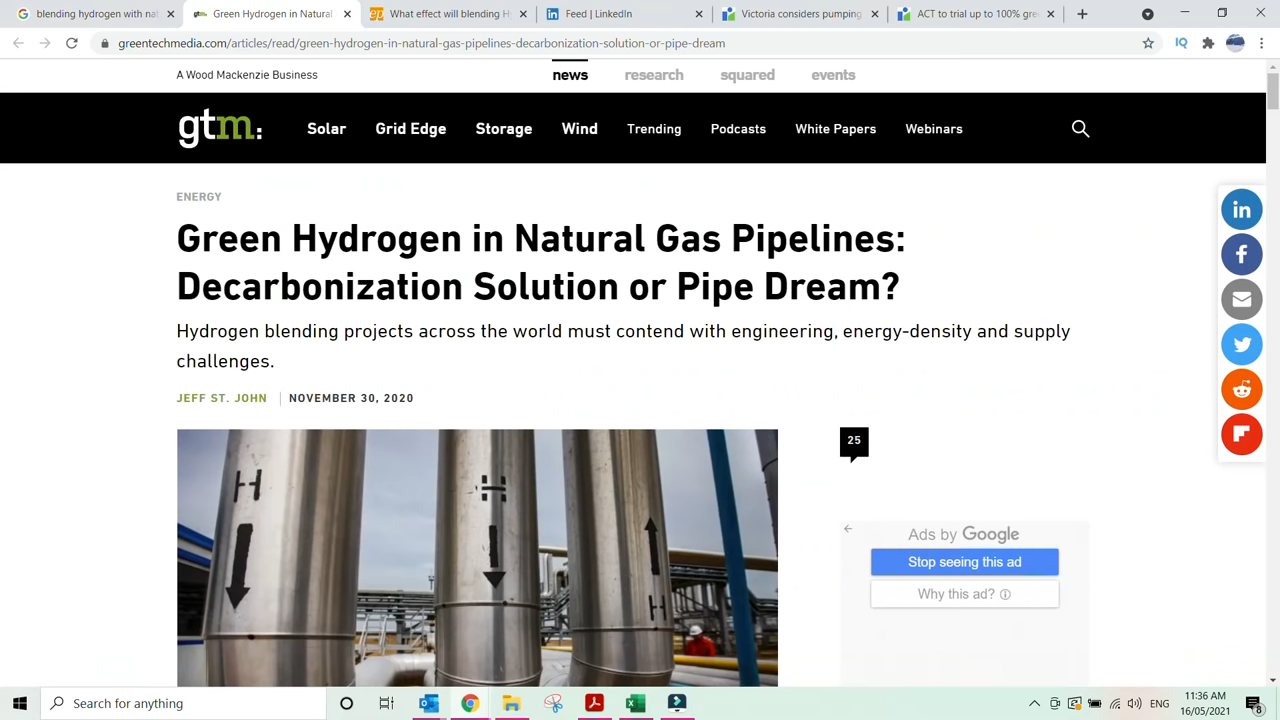 blending hydrogen with nat
Green Hydrogen in Natural
What effect will blending Hy
Feed | LinkedIn
Victoria considers pumping
ACT to trial up to 100% gre
greentechmedia.com/articles/read/green-hydrogen-in-natural-gas-pipelines-decarbonization-solution-or-pipe-dream
IQ
A Wood Mackenzie Business
news
research
squared
events
gtm:
Solar
Grid Edge
Storage
Wind
Trending
Podcasts
White Papers
Webinars
ENERGY
Green Hydrogen in Natural Gas Pipelines:
Decarbonization Solution or Pipe Dream?
Hydrogen blending projects across the world must contend with engineering, energy-density and supply
challenges.
JEFF ST. JOHN | NOVEMBER 30, 2020
25
H
H
H
Ads by Google
Stop seeing this ad
Why this ad?
Search for anything
ENG
11:36 AM
16/05/2021
8